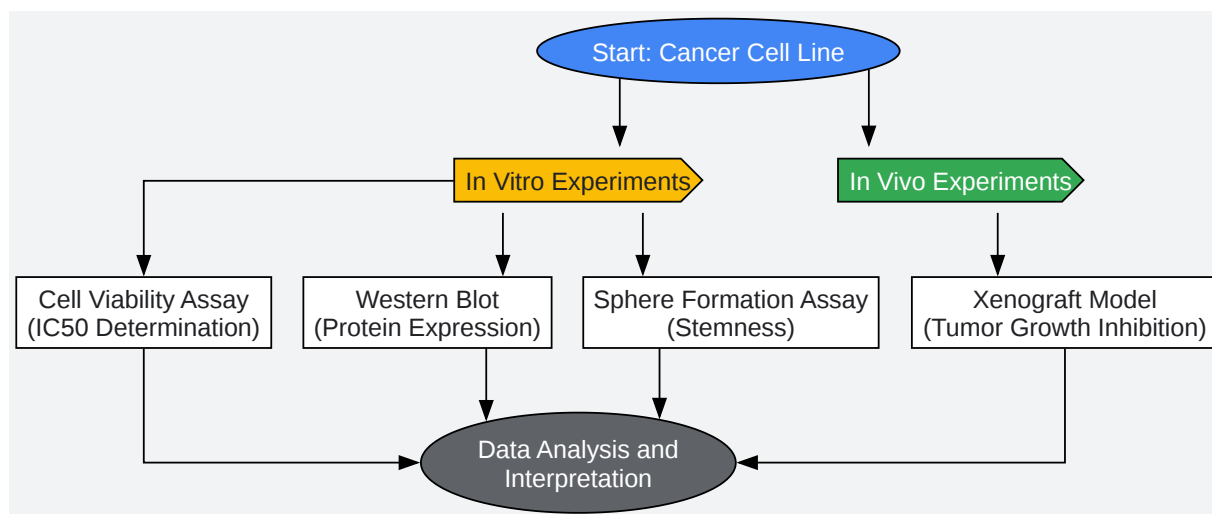 Start: Cancer Cell Line
In Vitro Experiments
In Vivo Experiments
Cell Viability Assay
(IC50 Determination)
Western Blot
(Protein Expression)
Sphere Formation Assay
(Stemness)
Xenograft Model
(Tumor Growth Inhibition)
Data Analysis and
Interpretation